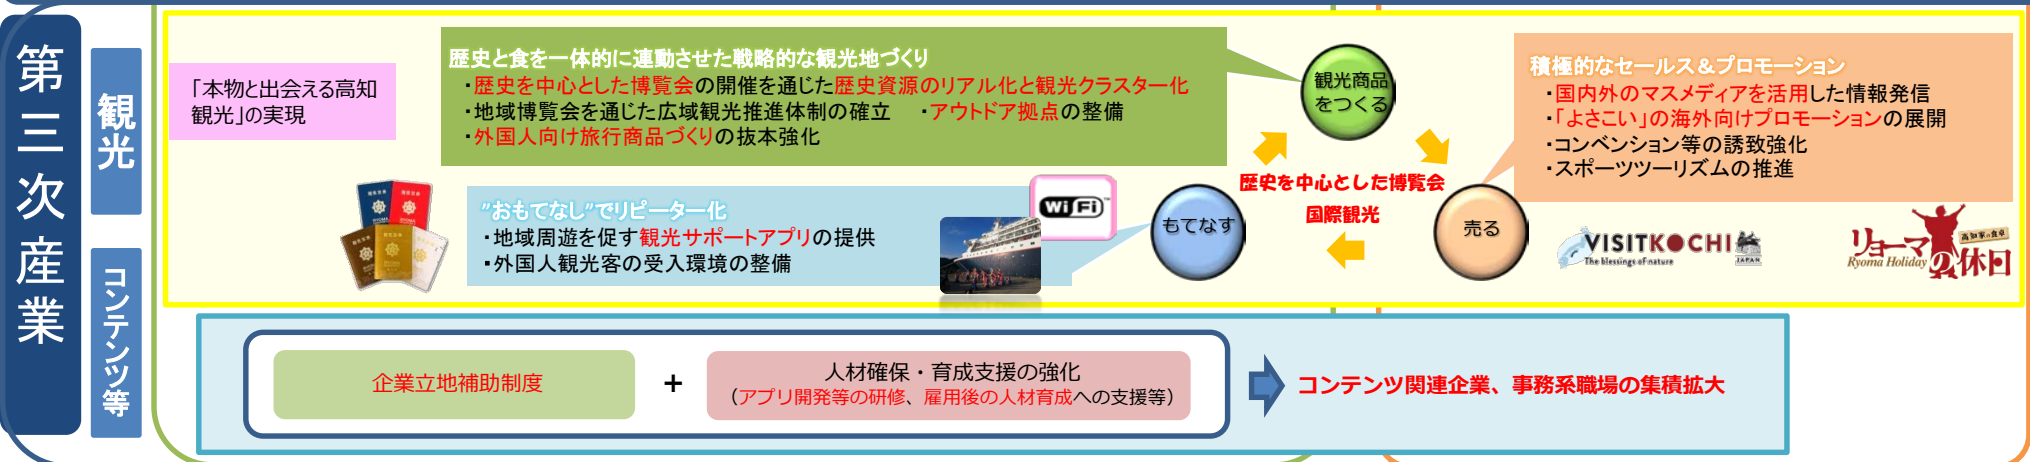 第三次産業
観光
コンテンツ等
「本物と出会える高知
観光」の実現
歴史と食を一体的に連動させた戦略的な観光地づくり
・歴史を中心とした博覧会の開催を通じた歴史資源のリアル化と観光クラスター化
・地域博覧会を通じた広域観光推進体制の確立　・アウトドア拠点の整備
・外国人向け旅行商品づくりの抜本強化
観光商品
をつくる
積極的なセールス＆プロモーション
・国内外のマスメディアを活用した情報発信
・「よさこい」の海外向けプロモーションの展開
・コンベンション等の誘致強化
・スポーツツーリズムの推進
歴史を中心とした博覧会
国際観光
”おもてなし”でリピーター化
・地域周遊を促す観光サポートアプリの提供
・外国人観光客の受入環境の整備
Wi Fi
もてなす
売る
VISIT KOCHI
JAPAN
The blessings of nature
リョーマの休日
高知家の食卓
Ryoma Holiday
企業立地補助制度
＋
人材確保・育成支援の強化
（アプリ開発等の研修、雇用後の人材育成への支援等）
コンテンツ関連企業、事務系職場の集積拡大